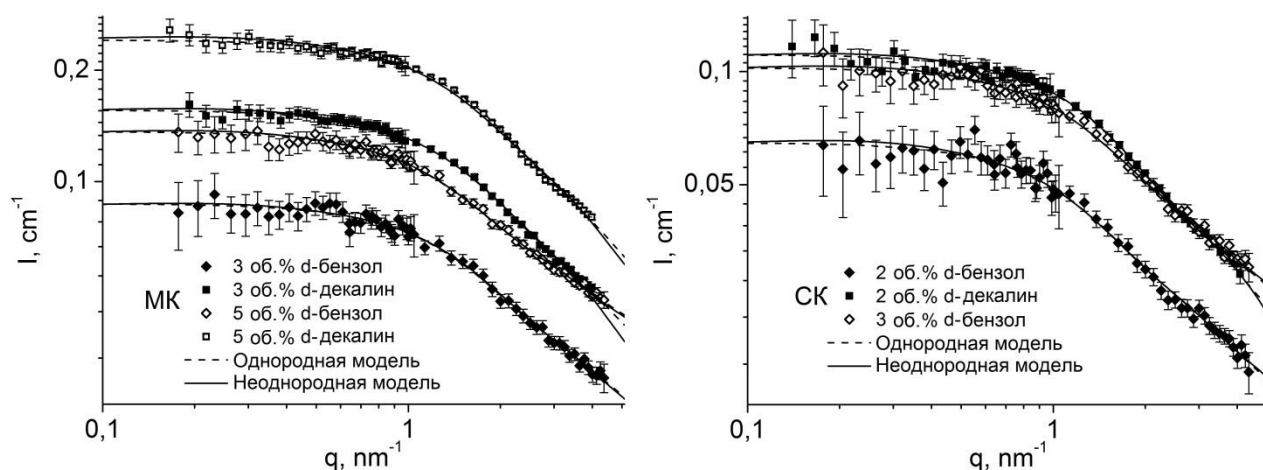 I, cm⁻¹
0,2
0,1
МК
3 об.% d-бензол
3 об.% d-декалин
5 об.% d-бензол
5 об.% d-декалин
Однородная модель
Неоднородная модель
0,1
1
q, nm⁻¹
I, cm⁻¹
0,1
0,05
СК
2 об.% d-бензол
2 об.% d-декалин
3 об.% d-бензол
Однородная модель
Неоднородная модель
0,1
1
q, nm⁻¹